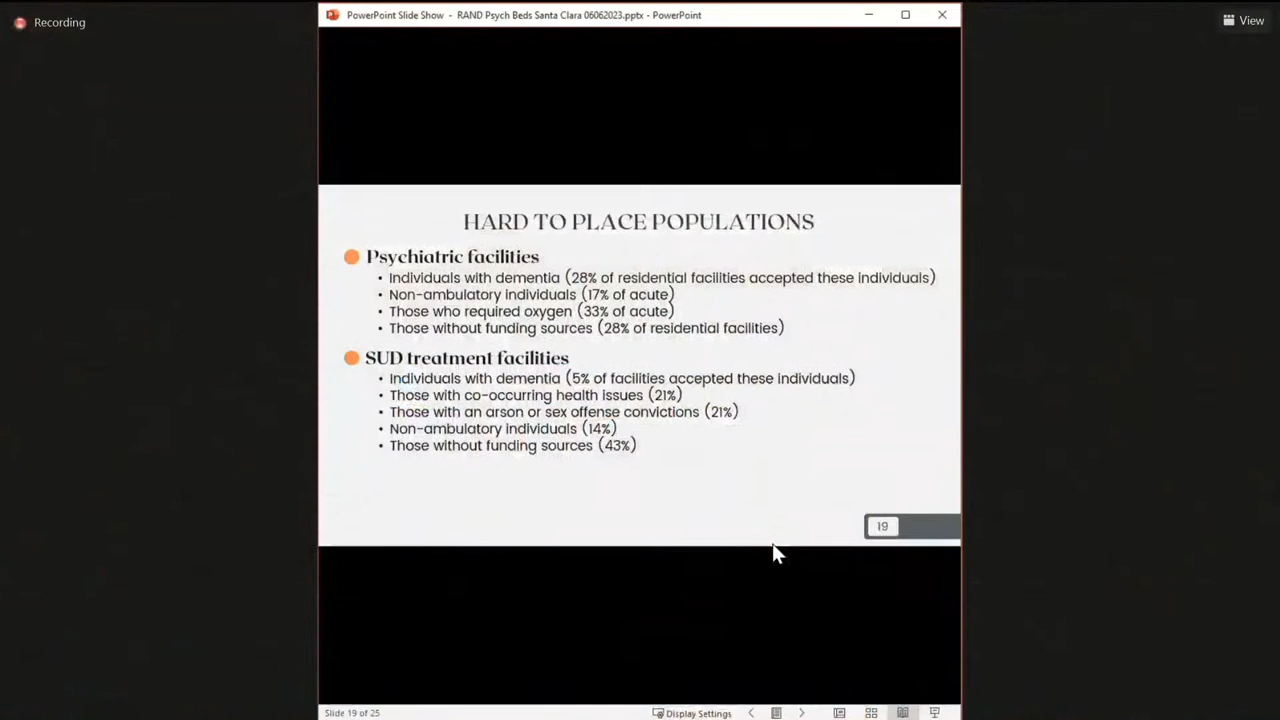 Recording
PowerPoint Slide Show - RAND Psych Beds Santa Clara 06062023.pptx - PowerPoint
View
HARD TO PLACE POPULATIONS
Psychiatric facilities
• Individuals with dementia (28% of residential facilities accepted these individuals)
• Non-ambulatory individuals (17% of acute)
• Those who required oxygen (33% of acute)
• Those without funding sources (28% of residential facilities)
SUD treatment facilities
• Individuals with dementia (5% of facilities accepted these individuals)
• Those with co-occurring health issues (21%)
• Those with an arson or sex offense convictions (21%)
• Non-ambulatory individuals (14%)
• Those without funding sources (43%)
19
Slide 19 of 25
Display Settings